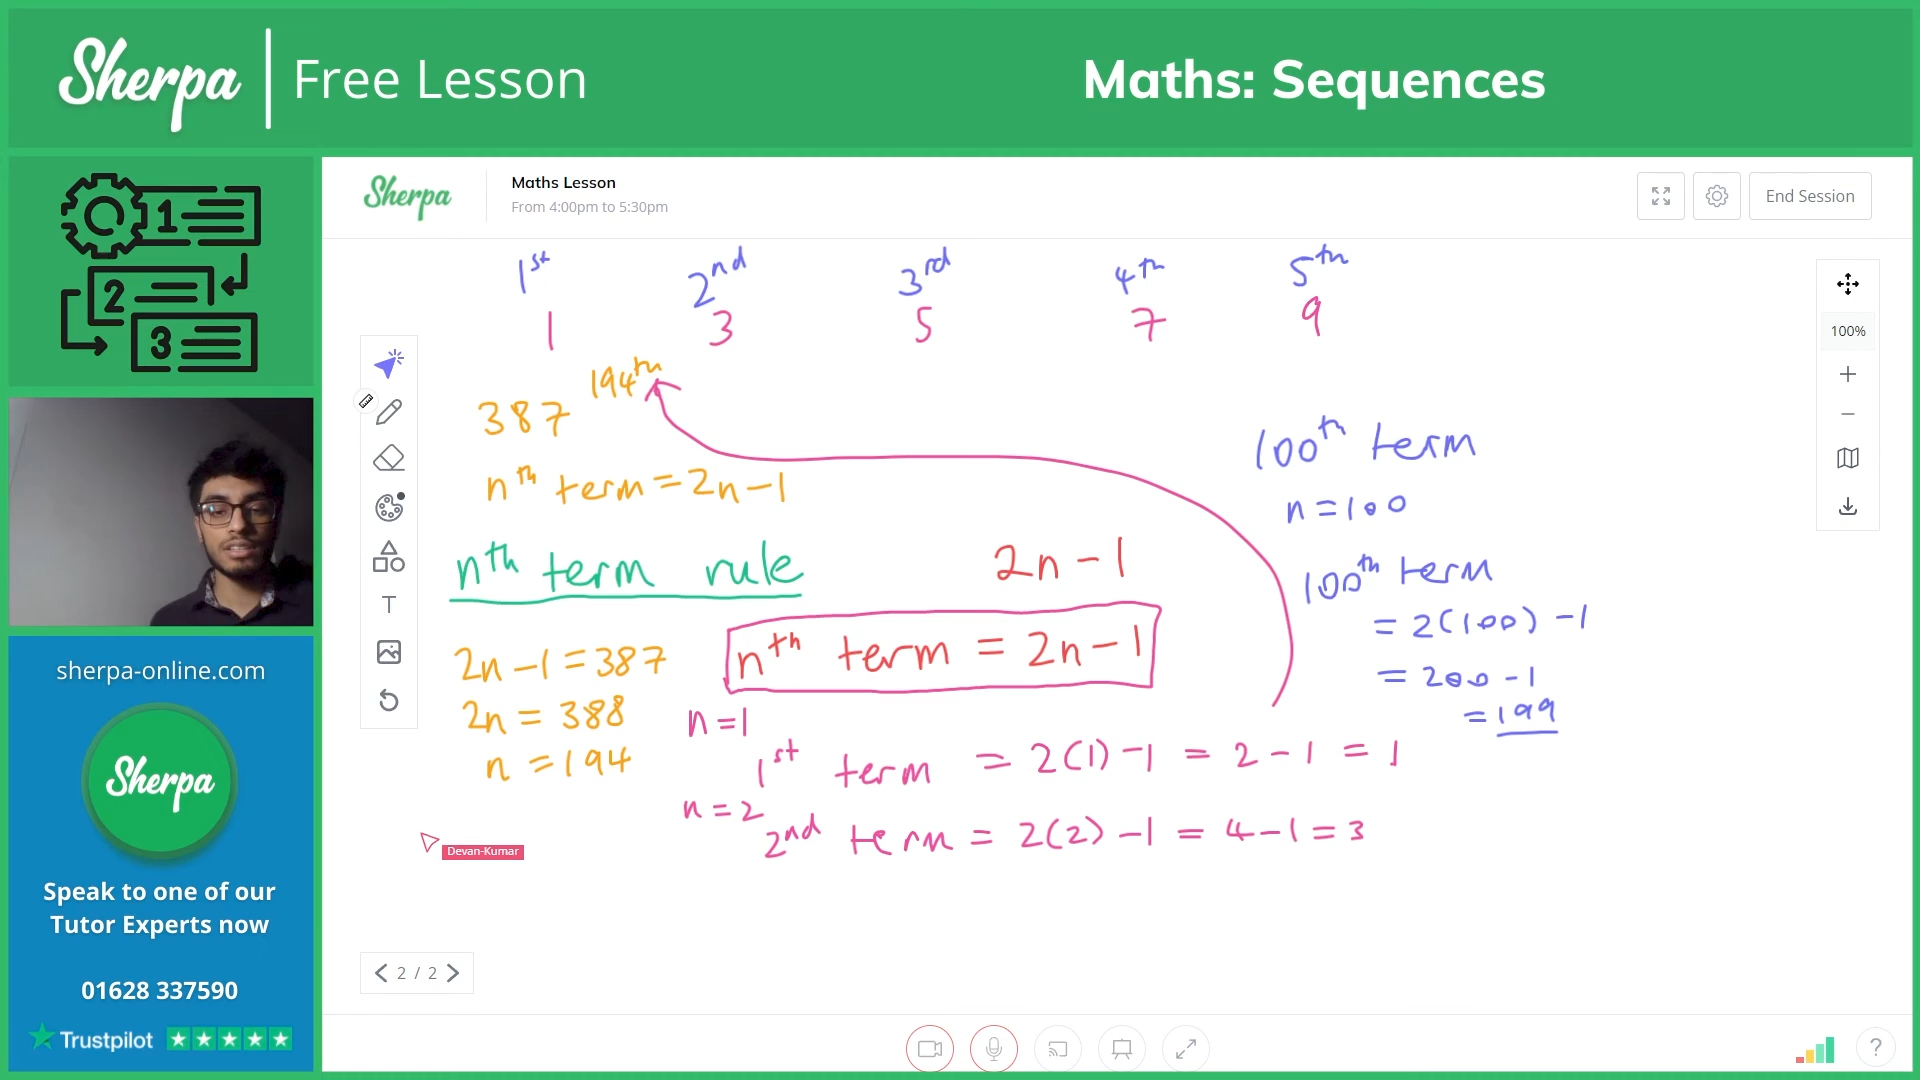 Sherpa | Free Lesson
Maths: Sequences
1
2
3
sherpa-online.com
Sherpa
Speak to one of our
Tutor Experts now
01628 337590
Trustpilot
Sherpa
Maths Lesson
From 4:00pm to 5:30pm
End Session
1st 2nd 3rd 4th 5th
1 3 5 7 9
387 194th
nth term = 2n - 1
nth term rule
2n - 1 = 387
2n = 388
n = 194
2n - 1
nth term = 2n - 1
n = 1
1st term = 2(1) - 1 = 2 - 1 = 1
n = 2
2nd term = 2(2) - 1 = 4 - 1 = 3
100th term
n = 100
100th term
= 2(100) - 1
= 200 - 1
= 199
Devan-Kumar
T
100%
2 / 2
?